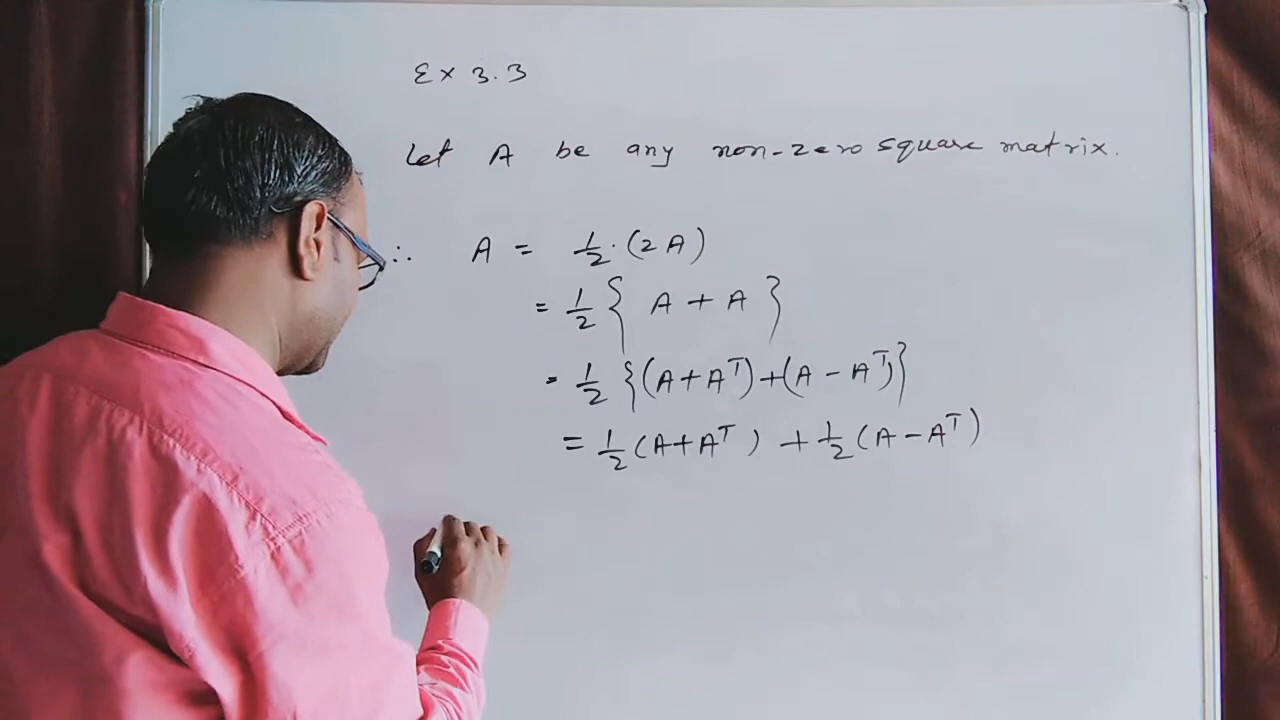 Ex 3.3
Let A be any non-zero square matrix.
∴ A = 1/2 · (2A)
= 1/2 { A + A }
= 1/2 {(A+Aᵀ)+(A - Aᵀ)}
= 1/2 (A+Aᵀ) + 1/2 (A-Aᵀ)